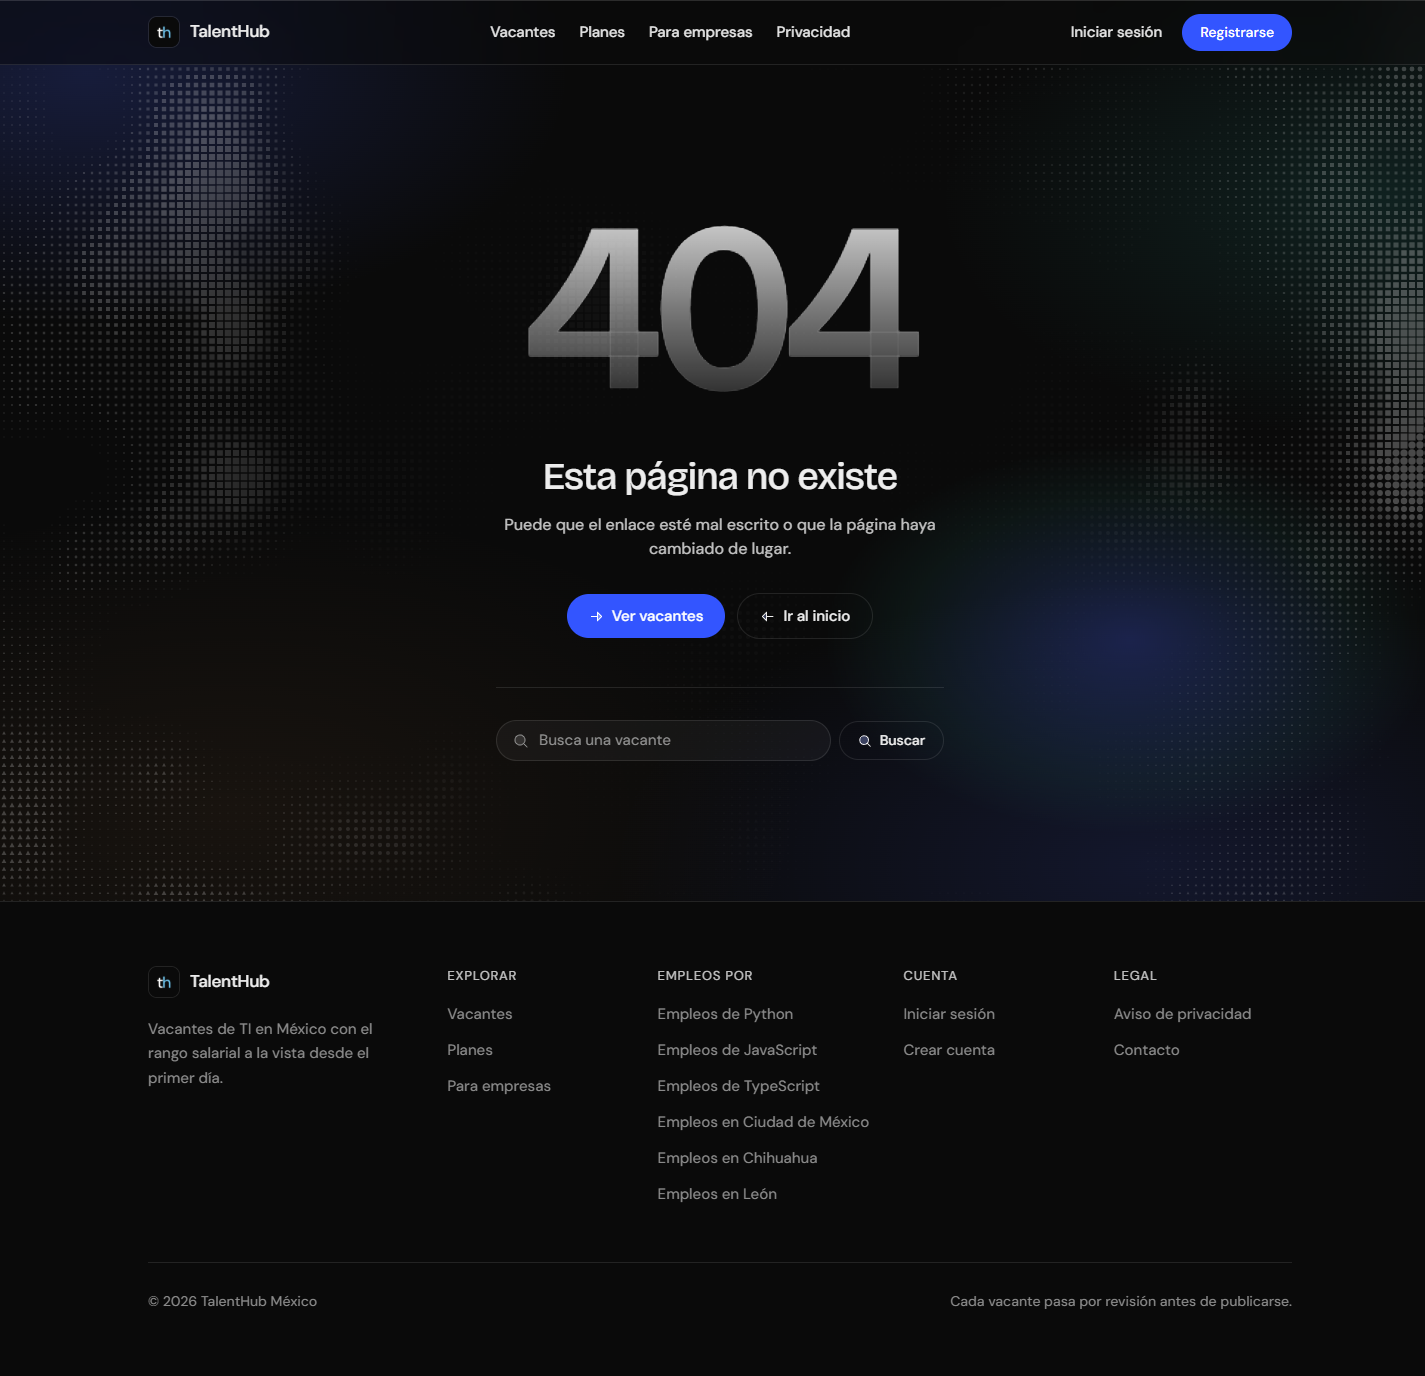 th TalentHub
Vacantes Planes Para empresas Privacidad
Iniciar sesión Registrarse
404
Esta página no existe
Puede que el enlace esté mal escrito o que la página haya
cambiado de lugar.
Ver vacantes Ir al inicio
Busca una vacante Buscar
th TalentHub
Vacantes de TI en México con el
rango salarial a la vista desde el
primer día.
EXPLORAR
Vacantes
Planes
Para empresas
EMPLEOS POR
Empleos de Python
Empleos de JavaScript
Empleos de TypeScript
Empleos en Ciudad de México
Empleos en Chihuahua
Empleos en León
CUENTA
Iniciar sesión
Crear cuenta
LEGAL
Aviso de privacidad
Contacto
© 2026 TalentHub México
Cada vacante pasa por revisión antes de publicarse.